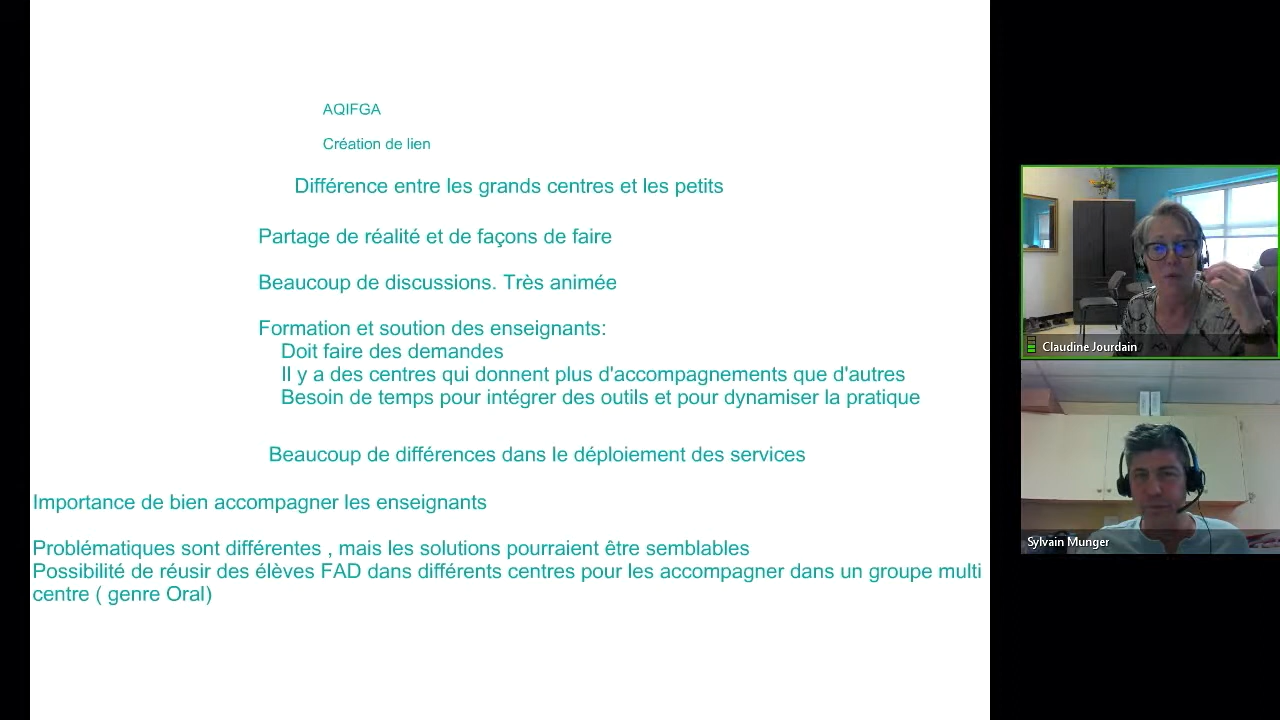 AQIFGA
Création de lien
Différence entre les grands centres et les petits
Partage de réalité et de façons de faire
Beaucoup de discussions. Très animée
Formation et soution des enseignants:
Doit faire des demandes
Il y a des centres qui donnent plus d'accompagnements que d'autres
Besoin de temps pour intégrer des outils et pour dynamiser la pratique
Beaucoup de différences dans le déploiement des services
Importance de bien accompagner les enseignants
Problématiques sont différentes , mais les solutions pourraient être semblables
Possibilité de réusir des élèves FAD dans différents centres pour les accompagner dans un groupe multi
centre ( genre Oral)
Claudine Jourdain
Sylvain Munger